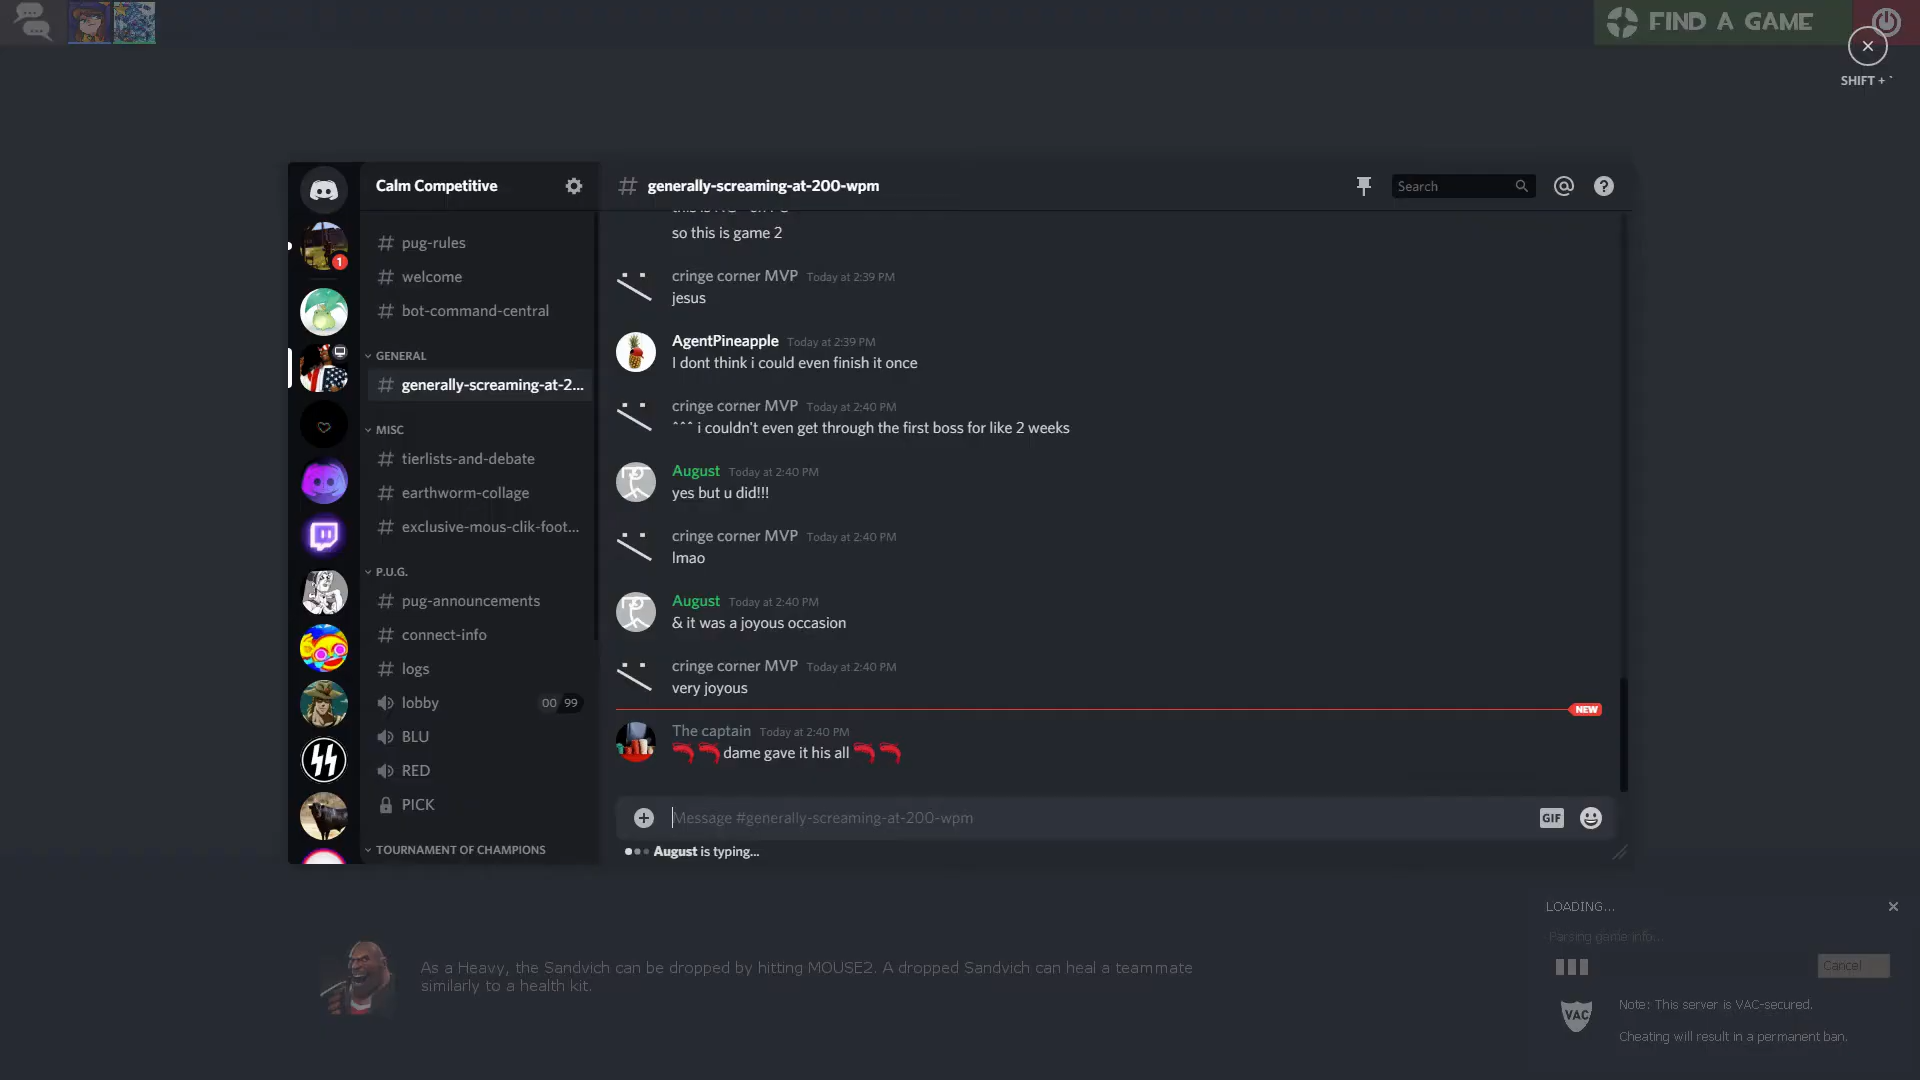 FIND A GAME
SHIFT + `
Calm Competitive
generally-screaming-at-200-wpm
Search
pug-rules
welcome
bot-command-central
GENERAL
generally-screaming-at-2...
MISC
tierlists-and-debate
earthworm-collage
exclusive-mous-clik-foot...
P.U.G.
pug-announcements
connect-info
logs
lobby 00 99
BLU
RED
PICK
TOURNAMENT OF CHAMPIONS
1
so this is game 2
cringe corner MVP Today at 2:39 PM
jesus
AgentPineapple Today at 2:39 PM
I dont think i could even finish it once
cringe corner MVP Today at 2:40 PM
^^^ i couldn't even get through the first boss for like 2 weeks
August Today at 2:40 PM
yes but u did!!!
cringe corner MVP Today at 2:40 PM
lmao
August Today at 2:40 PM
& it was a joyous occasion
cringe corner MVP Today at 2:40 PM
very joyous
NEW
The captain Today at 2:40 PM
dame gave it his all
Message #generally-screaming-at-200-wpm
GIF
August is typing...
As a Heavy, the Sandvich can be dropped by hitting MOUSE2. A dropped Sandvich can heal a teammate
similarly to a health kit.
LOADING...
Parsing game info...
Cancel
VAC
Note: This server is VAC-secured.
Cheating will result in a permanent ban.